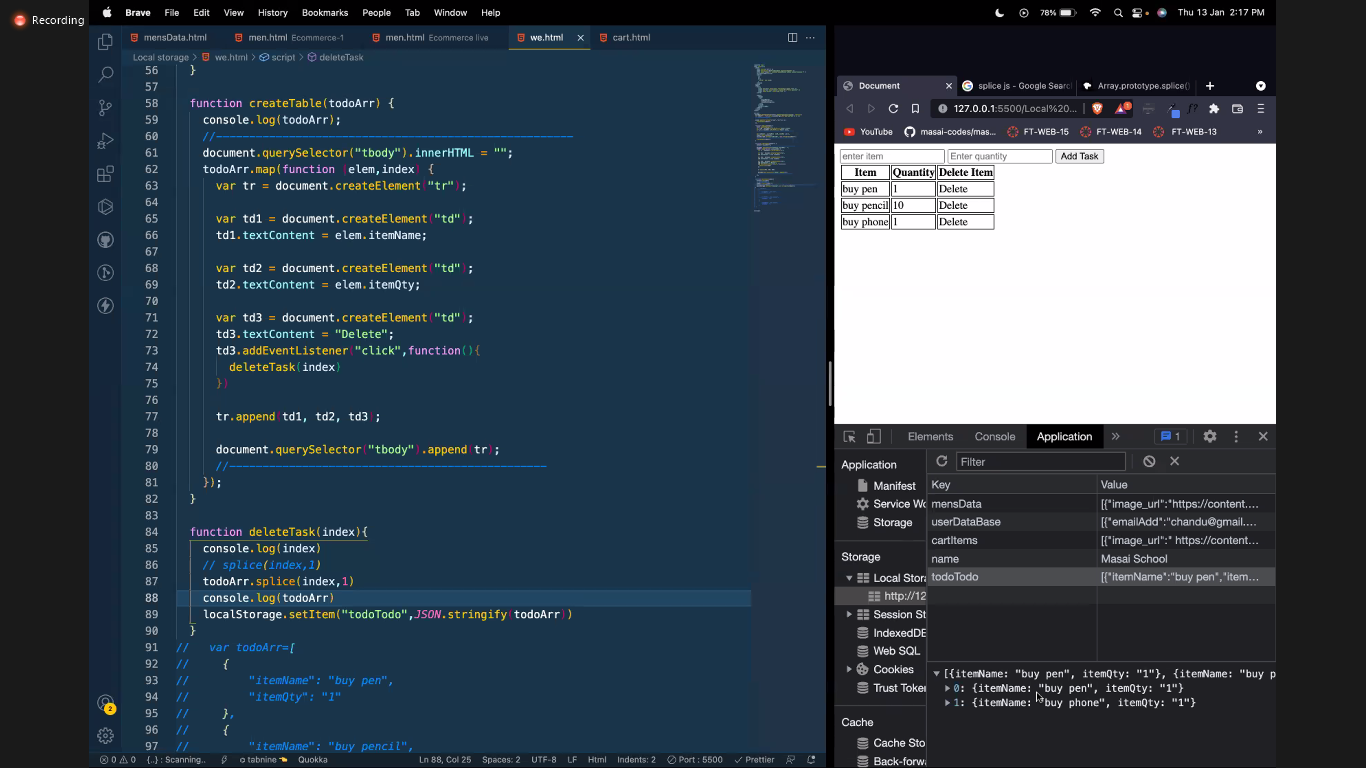 Recording
Brave File Edit View History Bookmarks People Tab Window Help
78% Thu 13 Jan 2:17 PM
mensData.html men.html Ecommerce-1 men.html Ecommerce live we.html cart.html
Local storage > we.html > script > deleteTask
56 }
57
58 function createTable(todoArr) {
59 console.log(todoArr);
60 //
61 document.querySelector("tbody").innerHTML = "";
62 todoArr.map(function (elem,index) {
63 var tr = document.createElement("tr");
64
65 var td1 = document.createElement("td");
66 td1.textContent = elem.itemName;
67
68 var td2 = document.createElement("td");
69 td2.textContent = elem.itemQty;
70
71 var td3 = document.createElement("td");
72 td3.textContent = "Delete";
73 td3.addEventListener("click",function(){
74 deleteTask(index)
75 })
76
77 tr.append(td1, td2, td3);
78
79 document.querySelector("tbody").append(tr);
80 //
81 });
82 }
83
84 function deleteTask(index){
85 console.log(index)
86 // splice(index,1)
87 todoArr.splice(index,1)
88 console.log(todoArr)
89 localStorage.setItem("todoTodo",JSON.stringify(todoArr))
90 }
91 // var todoArr=[
92 // {
93 // "itemName": "buy pen",
94 // "itemQty": "1"
95 // },
96 // {
97 // "itemName": "buy pencil",
2
0 0 {..} : Scanning.. tabnine Quokka Ln 88, Col 25 Spaces: 2 UTF-8 LF Html Indents: 2 Port : 5500 Prettier
Document splice js - Google Searc Array.prototype.splice()
127.0.0.1:5500/Local%20... 1
YouTube masai-codes/mas... FT-WEB-15 FT-WEB-14 FT-WEB-13 »
enter item Enter quantity Add Task
Item Quantity Delete Item
buy pen 1 Delete
buy pencil 10 Delete
buy phone 1 Delete
Elements Console Application » 1
Application
Manifest
Service Wo
Storage
Storage
Local Stora
http://12
Session St
IndexedDB
Web SQL
Cookies
Trust Token
Cache
Cache Sto
Back-forwa
Filter
Key Value
mensData [{"image_url":"https://content....
userDataBase [{"emailAdd":"chandu@gmail....
cartItems [{"image_url":" https://content...
name Masai School
todoTodo [{"itemName":"buy pen","item...
[{itemName: "buy pen", itemQty: "1"}, {itemName: "buy p
0: {itemName: "buy pen", itemQty: "1"}
1: {itemName: "buy phone", itemQty: "1"}